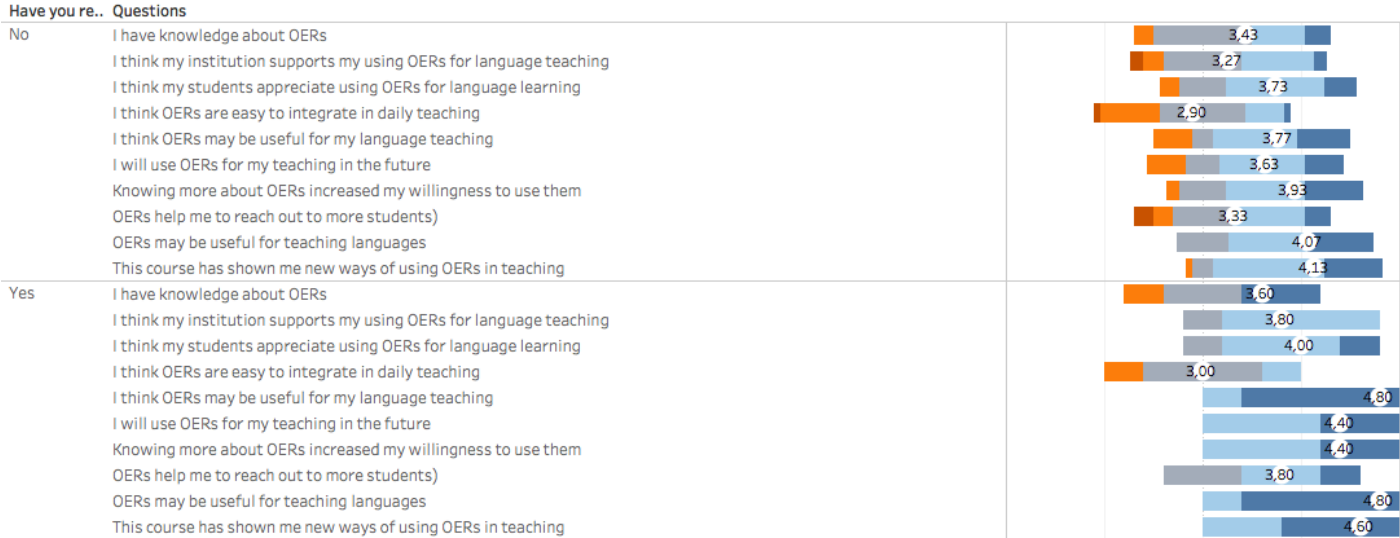 Have you re.. Questions
No I have knowledge about OERs 3,43
I think my institution supports my using OERs for language teaching 3,27
I think my students appreciate using OERs for language learning 3,73
I think OERs are easy to integrate in daily teaching 2,90
I think OERs may be useful for my language teaching 3,77
I will use OERs for my teaching in the future 3,63
Knowing more about OERs increased my willingness to use them 3,93
OERs help me to reach out to more students) 3,33
OERs may be useful for teaching languages 4,07
This course has shown me new ways of using OERs in teaching 4,13
Yes I have knowledge about OERs 3,60
I think my institution supports my using OERs for language teaching 3,80
I think my students appreciate using OERs for language learning 4,00
I think OERs are easy to integrate in daily teaching 3,00
I think OERs may be useful for my language teaching 4,80
I will use OERs for my teaching in the future 4,40
Knowing more about OERs increased my willingness to use them 4,40
OERs help me to reach out to more students) 3,80
OERs may be useful for teaching languages 4,80
This course has shown me new ways of using OERs in teaching 4,60